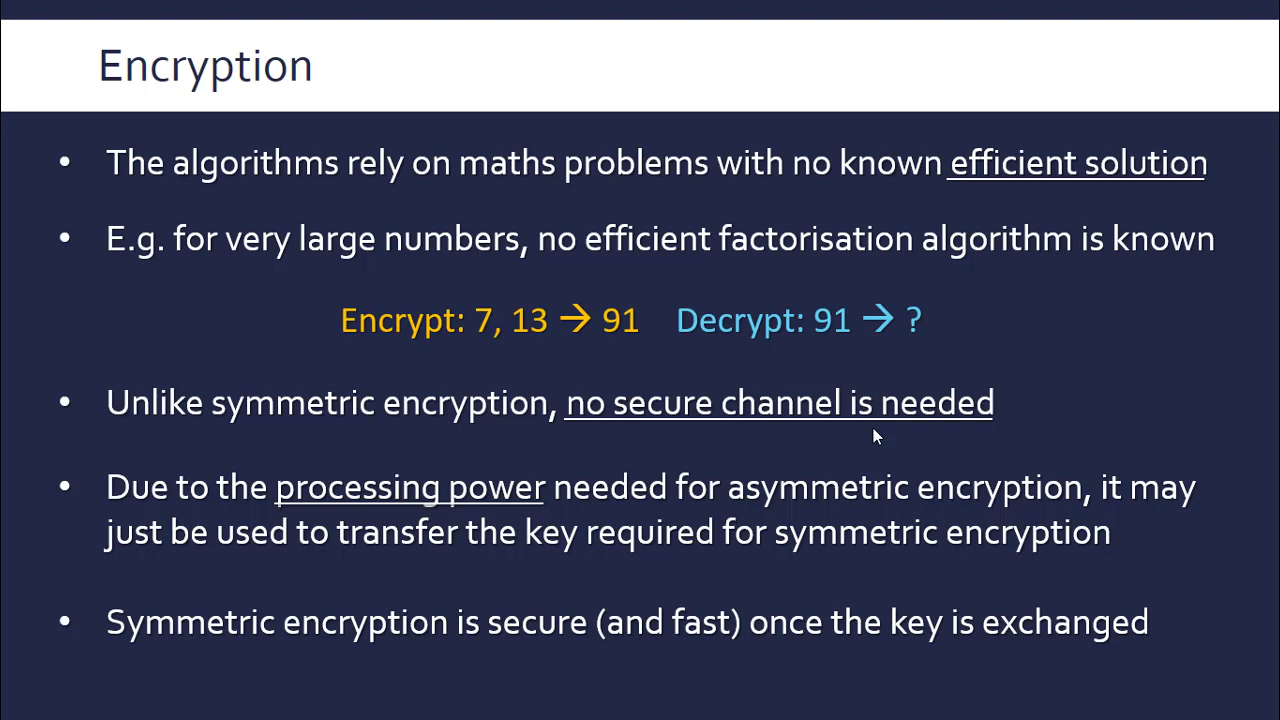 Encryption
• The algorithms rely on maths problems with no known efficient solution
• E.g. for very large numbers, no efficient factorisation algorithm is known
Encrypt: 7, 13 → 91 Decrypt: 91 → ?
• Unlike symmetric encryption, no secure channel is needed
• Due to the processing power needed for asymmetric encryption, it may
just be used to transfer the key required for symmetric encryption
• Symmetric encryption is secure (and fast) once the key is exchanged